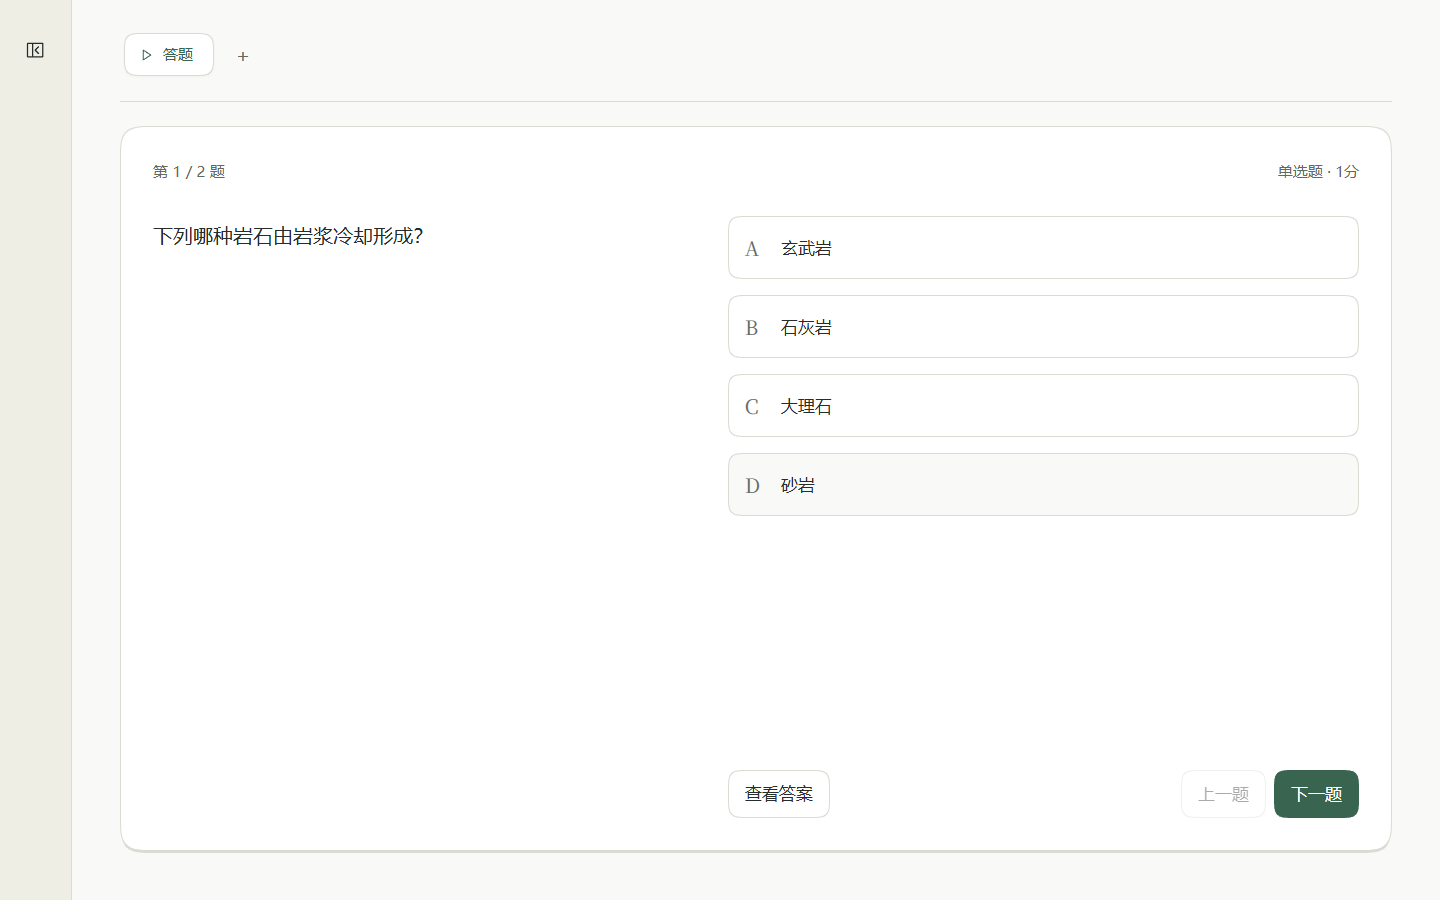 答题
+
第 1 / 2 题
单选题 · 1分
下列哪种岩石由岩浆冷却形成？
A 玄武岩
B 石灰岩
C 大理石
D 砂岩
查看答案
上一题
下一题